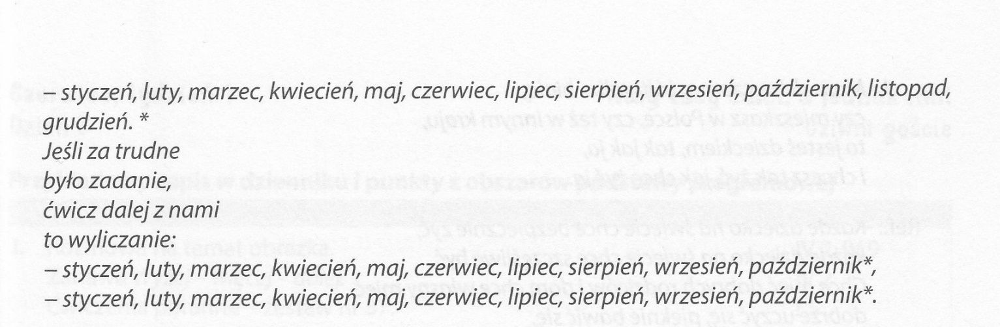 – styczeń, luty, marzec, kwiecień, maj, czerwiec, lipiec, sierpień, wrzesień, październik, listopad,
grudzień. *
Jeśli za trudne
było zadanie,
ćwicz dalej z nami
to wyliczanie:
– styczeń, luty, marzec, kwiecień, maj, czerwiec, lipiec, sierpień, wrzesień, październik*,
– styczeń, luty, marzec, kwiecień, maj, czerwiec, lipiec, sierpień, wrzesień, październik*.